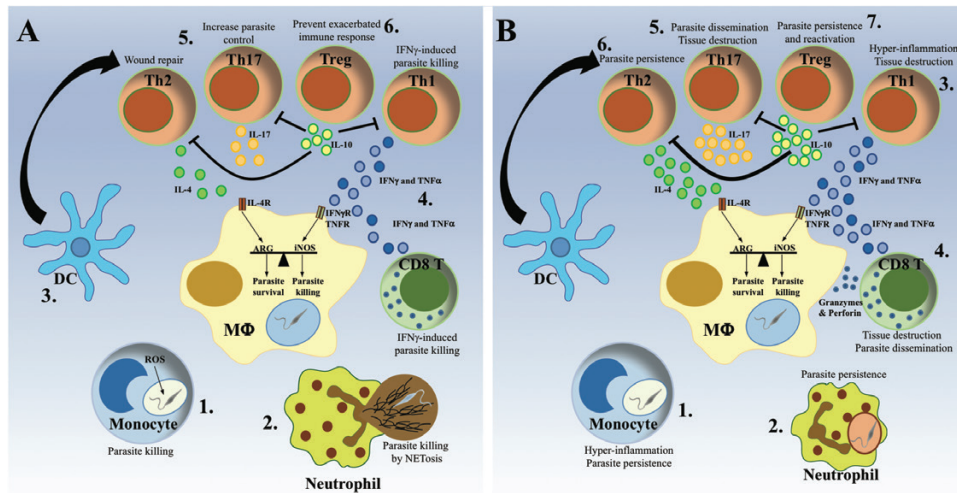 A
5.
Increase parasite
control
6.
Prevent exacerbated
immune response
IFNγ-induced
parasite killing
Wound repair
Th2
Th17
Treg
Th1
IL-17
IL-10
IL-4
IL-4R
IFNγR
TNFR
IFNγ and TNFα
4.
IFNγ and TNFα
DC
3.
ARG
iNOS
Parasite
survival
Parasite
killing
MΦ
CD8 T
IFNγ-induced
parasite killing
ROS
Monocyte
1.
Parasite killing
2.
Parasite killing
by NETosis
Neutrophil
B
5.
Parasite dissemination
Tissue destruction
7.
Parasite persistence
and reactivation
6.
Parasite persistence
Hyper-inflammation
Tissue destruction
3.
Th2
Th17
Treg
Th1
IL-17
IL-10
IL-4
IL-4R
IFNγR
TNFR
IFNγ and TNFα
IFNγ and TNFα
4.
DC
ARG
iNOS
Parasite
survival
Parasite
killing
MΦ
CD8 T
Granzymes
& Perforin
Tissue destruction
Parasite dissemination
Monocyte
1.
Hyper-inflammation
Parasite persistence
Parasite persistence
2.
Neutrophil